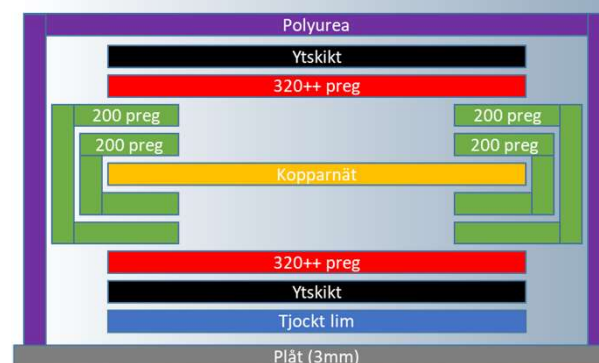 Polyurea
Ytskikt
320++ preg
200 preg
200 preg
200 preg
200 preg
Kopparnät
320++ preg
Ytskikt
Tjockt lim
Plåt (3mm)